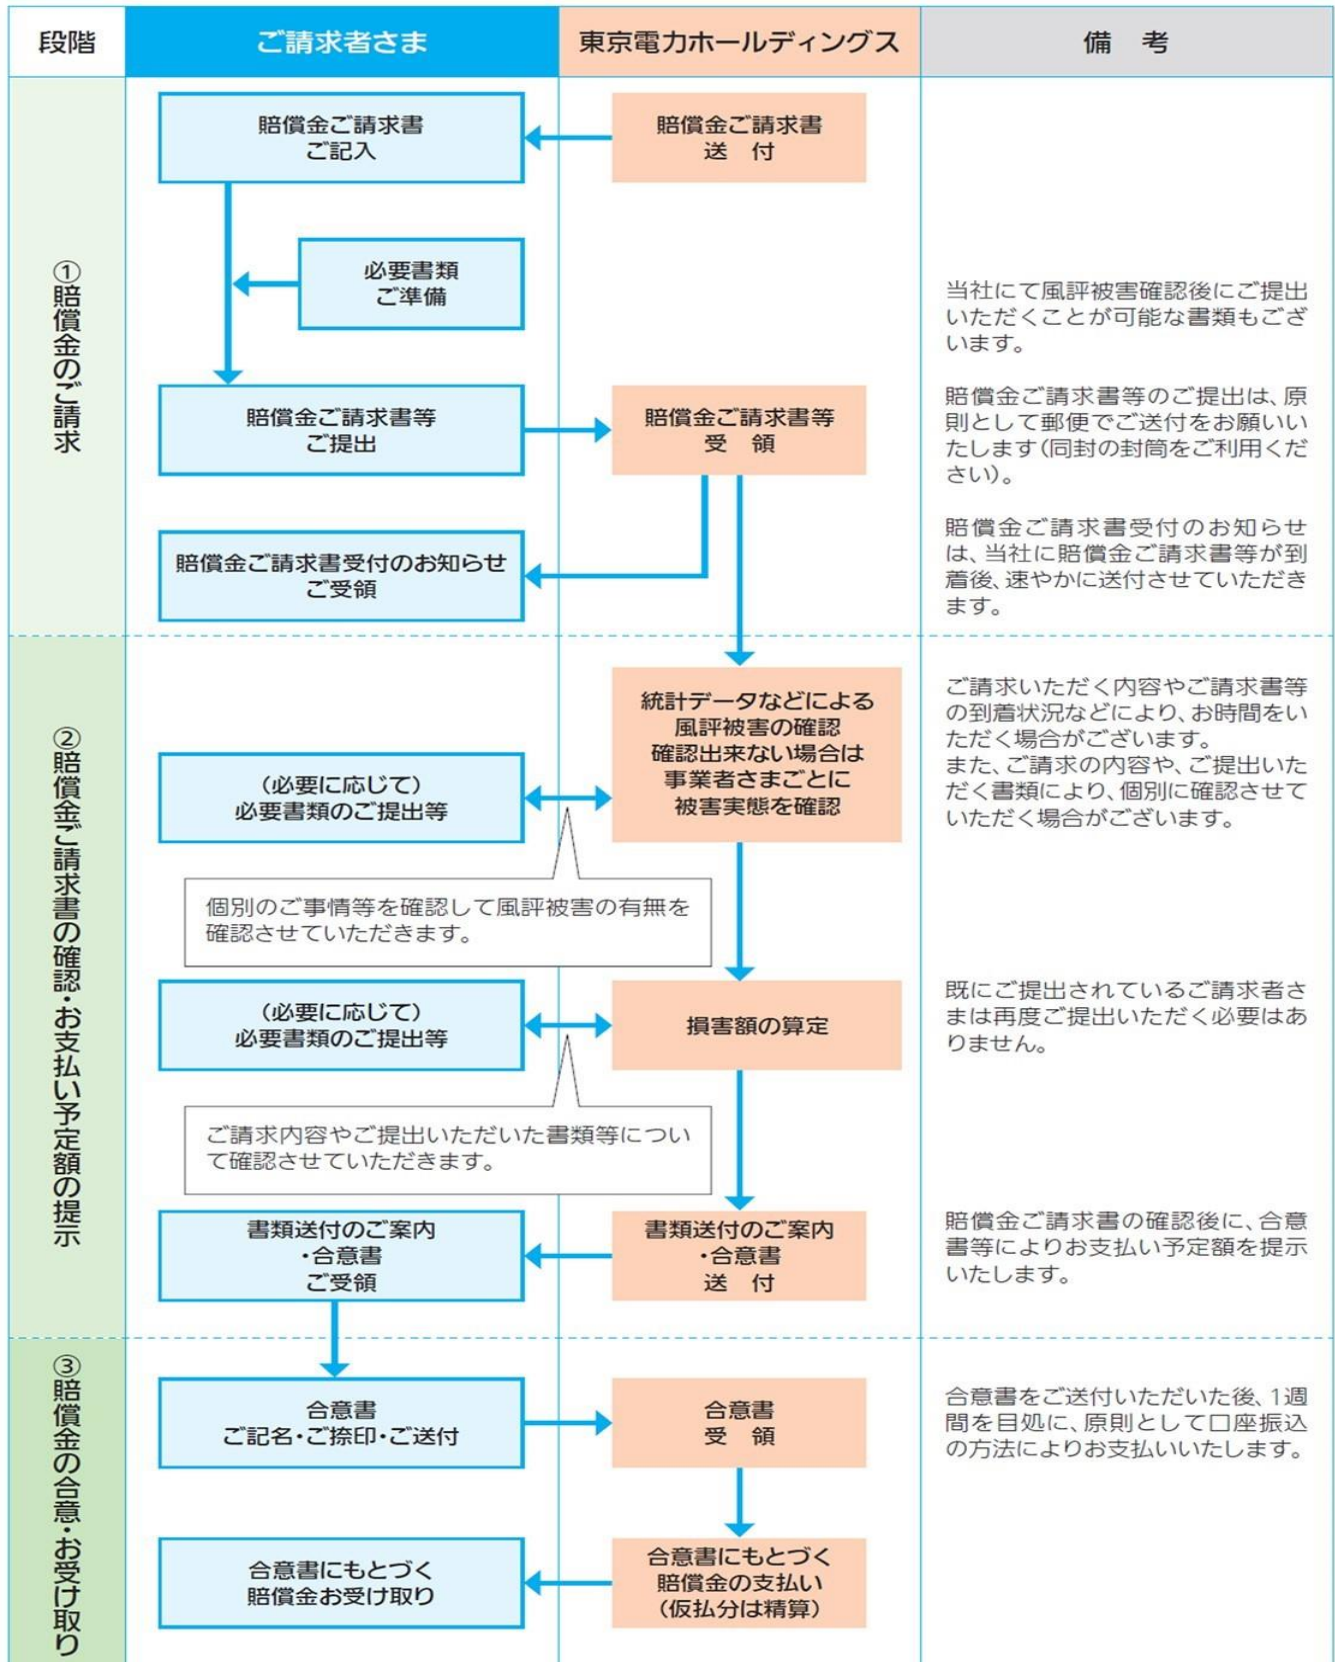 段階
ご請求者さま
東京電力ホールディングス
備 考
①賠償金のご請求
賠償金ご請求書
ご記入
賠償金ご請求書
送 付
必要書類
ご準備
当社にて風評被害確認後にご提出
いただくことが可能な書類もござ
います。
賠償金ご請求書等
ご提出
賠償金ご請求書等
受 領
賠償金ご請求書等のご提出は、原
則として郵便でご送付をお願いい
たします(同封の封筒をご利用くだ
さい)。
賠償金ご請求書受付のお知らせ
ご受領
賠償金ご請求書受付のお知らせ
は、当社に賠償金ご請求書等が到
着後、速やかに送付させていただき
ます。
②賠償金ご請求書の確認・お支払い予定額の提示
統計データなどによる
風評被害の確認
確認出来ない場合は
事業者さまごとに
被害実態を確認
(必要に応じて)
必要書類のご提出等
ご請求いただく内容やご請求書等
の到着状況などにより、お時間をい
ただく場合がございます。
また、ご請求の内容や、ご提出いた
だく書類により、個別に確認させて
いただく場合がございます。
個別のご事情等を確認して風評被害の有無を
確認させていただきます。
(必要に応じて)
必要書類のご提出等
損害額の算定
既にご提出されているご請求者さ
まは再度ご提出いただく必要はあ
りません。
ご請求内容やご提出いただいた書類等につい
て確認させていただきます。
書類送付のご案内
・合意書
ご受領
書類送付のご案内
・合意書
送 付
賠償金ご請求書の確認後に、合意
書等によりお支払い予定額を提示
いたします。
③賠償金の合意・お受け取り
合意書
ご記名・ご捺印・ご送付
合意書
受 領
合意書をご送付いただいた後、1週
間を目処に、原則として口座振込
の方法によりお支払いいたします。
合意書にもとづく
賠償金お受け取り
合意書にもとづく
賠償金の支払い
(仮払分は精算)